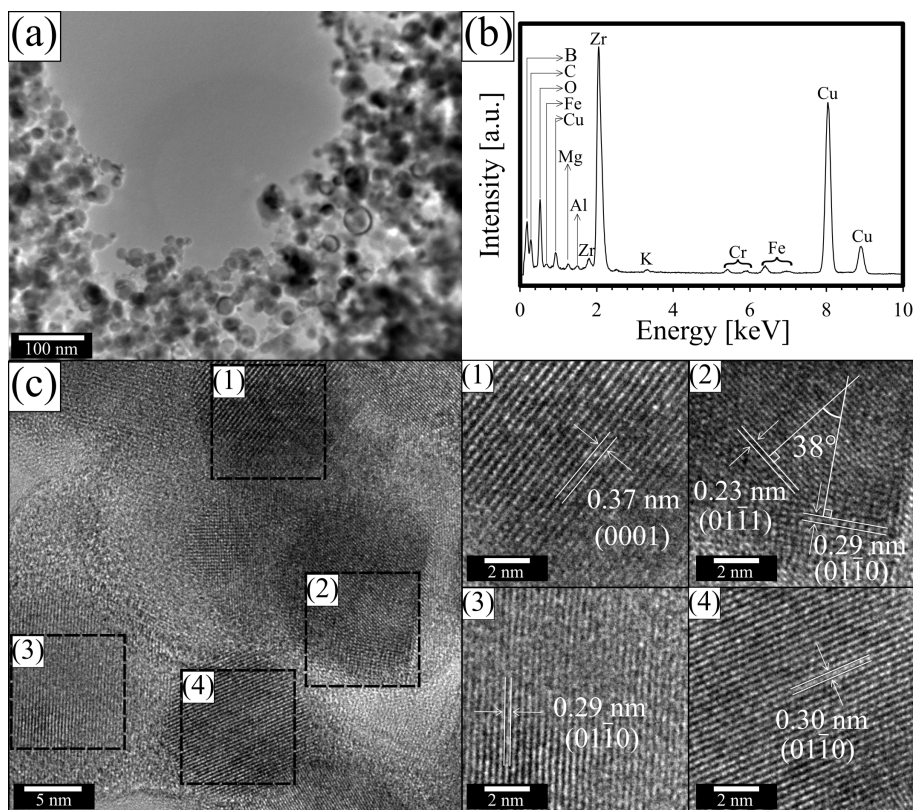 (a)
100 nm
(b)
Intensity [a.u.]
B
C
O
Fe
Cu
Mg
Al
Zr
Zr
K
Cr
Fe
Cu
Cu
0 2 4 6 8 10
Energy [keV]
(c)
(1)
(2)
(3)
(4)
5 nm
(1)
0.37 nm
(0001)
2 nm
(2)
38°
0.23 nm
(011̄1)
0.29 nm
(011̄0)
2 nm
(3)
0.29 nm
(011̄0)
2 nm
(4)
0.30 nm
(011̄0)
2 nm